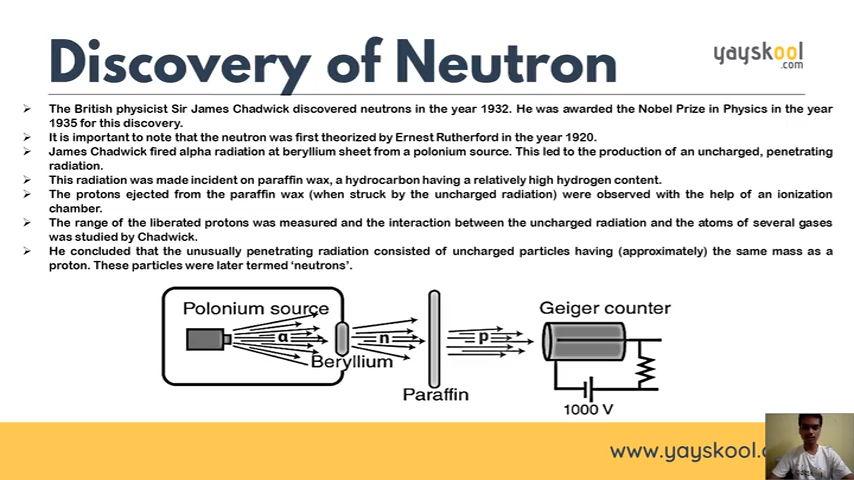 Discovery of Neutron
yayskool
.com
➢ The British physicist Sir James Chadwick discovered neutrons in the year 1932. He was awarded the Nobel Prize in Physics in the year
1935 for this discovery.
➢ It is important to note that the neutron was first theorized by Ernest Rutherford in the year 1920.
➢ James Chadwick fired alpha radiation at beryllium sheet from a polonium source. This led to the production of an uncharged, penetrating
radiation.
➢ This radiation was made incident on paraffin wax, a hydrocarbon having a relatively high hydrogen content.
➢ The protons ejected from the paraffin wax (when struck by the uncharged radiation) were observed with the help of an ionization
chamber.
➢ The range of the liberated protons was measured and the interaction between the uncharged radiation and the atoms of several gases
was studied by Chadwick.
➢ He concluded that the unusually penetrating radiation consisted of uncharged particles having (approximately) the same mass as a
proton. These particles were later termed ‘neutrons’.
Polonium source
Geiger counter
α
n
p
Beryllium
Paraffin
1000 V
www.yayskool.